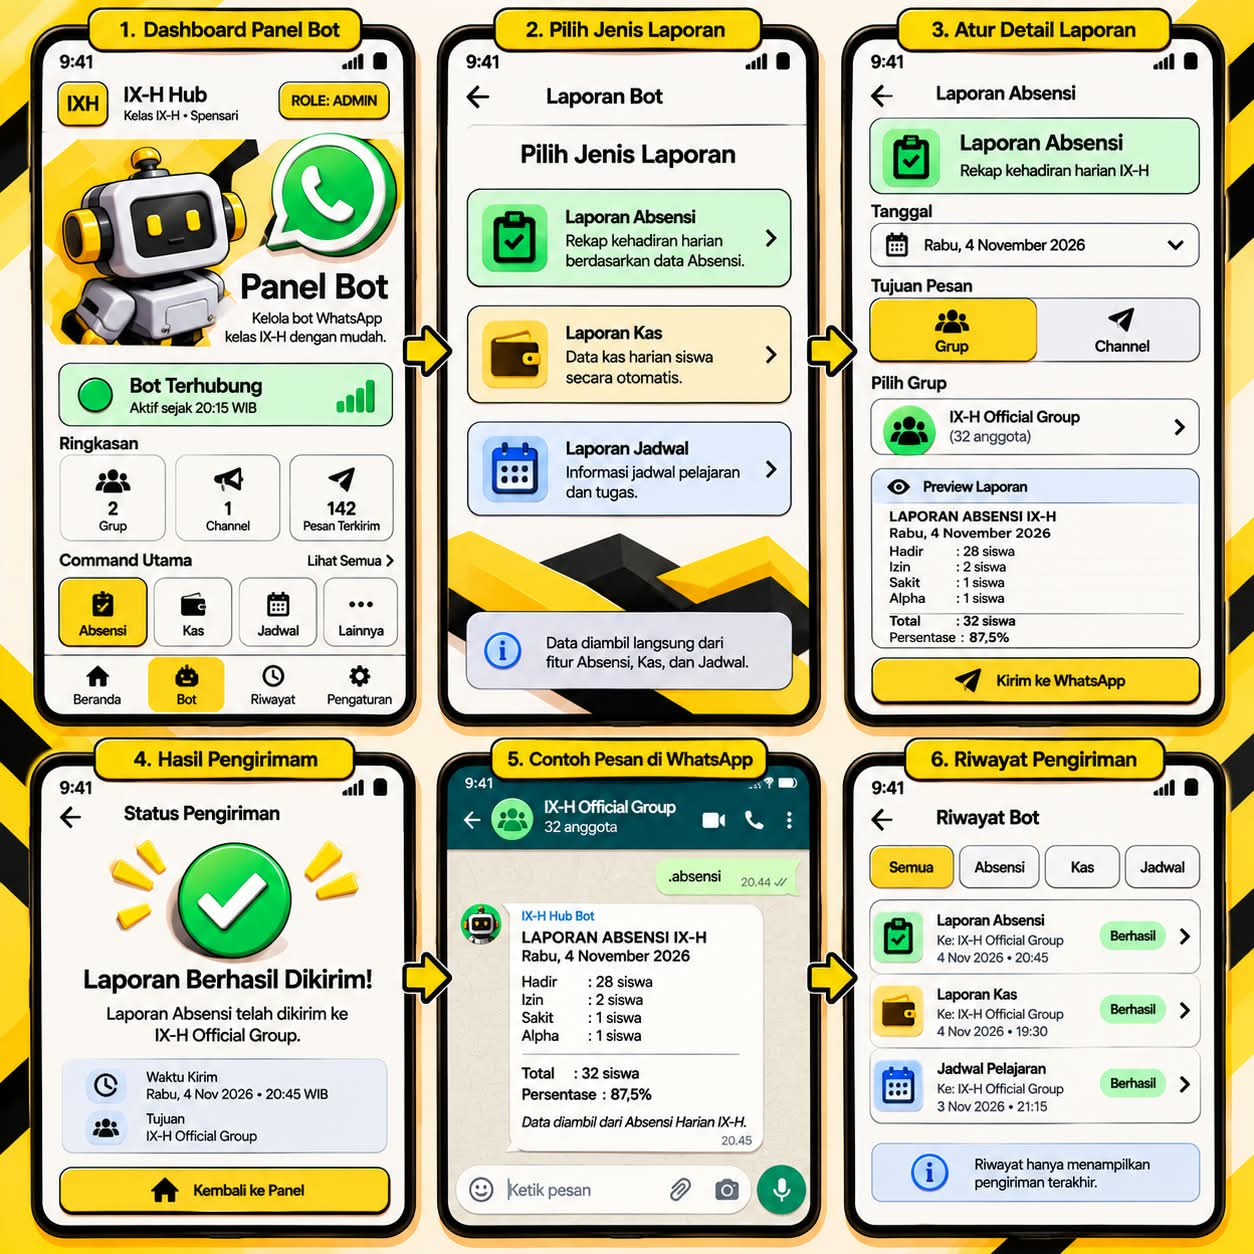 1. Dashboard Panel Bot
9:41
IXH
IX-H Hub
Kelas IX-H • Spensari
ROLE: ADMIN
Panel Bot
Kelola bot WhatsApp
kelas IX-H dengan mudah.
Bot Terhubung
Aktif sejak 20:15 WIB
Ringkasan
2
Grup
1
Channel
142
Pesan Terkirim
Command Utama
Lihat Semua
Absensi
Kas
Jadwal
Lainnya
Beranda
Bot
Riwayat
Pengaturan
2. Pilih Jenis Laporan
9:41
Laporan Bot
Pilih Jenis Laporan
Laporan Absensi
Rekap kehadiran harian
berdasarkan data Absensi.
Laporan Kas
Data kas harian siswa
secara otomatis.
Laporan Jadwal
Informasi jadwal pelajaran
dan tugas.
Data diambil langsung dari
fitur Absensi, Kas, dan Jadwal.
3. Atur Detail Laporan
9:41
Laporan Absensi
Laporan Absensi
Rekap kehadiran harian IX-H
Tanggal
Rabu, 4 November 2026
Tujuan Pesan
Grup
Channel
Pilih Grup
IX-H Official Group
(32 anggota)
Preview Laporan
LAPORAN ABSENSI IX-H
Rabu, 4 November 2026
Hadir : 28 siswa
Izin : 2 siswa
Sakit : 1 siswa
Alpha : 1 siswa
Total : 32 siswa
Persentase : 87,5%
Kirim ke WhatsApp
4. Hasil Pengirimam
9:41
Status Pengiriman
Laporan Berhasil Dikirim!
Laporan Absensi telah dikirim ke
IX-H Official Group.
Waktu Kirim
Rabu, 4 Nov 2026 • 20:45 WIB
Tujuan
IX-H Official Group
Kembali ke Panel
5. Contoh Pesan di WhatsApp
9:41
IX-H Official Group
32 anggota
.absensi
20.44
IX-H Hub Bot
LAPORAN ABSENSI IX-H
Rabu, 4 November 2026
Hadir : 28 siswa
Izin : 2 siswa
Sakit : 1 siswa
Alpha : 1 siswa
Total : 32 siswa
Persentase : 87,5%
Data diambil dari Absensi Harian IX-H.
20.45
Ketik pesan
6. Riwayat Pengiriman
9:41
Riwayat Bot
Semua
Absensi
Kas
Jadwal
Laporan Absensi
Ke: IX-H Official Group
4 Nov 2026 • 20:45
Berhasil
Laporan Kas
Ke: IX-H Official Group
4 Nov 2026 • 19:30
Berhasil
Jadwal Pelajaran
Ke: IX-H Official Group
3 Nov 2026 • 21:15
Berhasil
Riwayat hanya menampilkan
pengiriman terakhir.